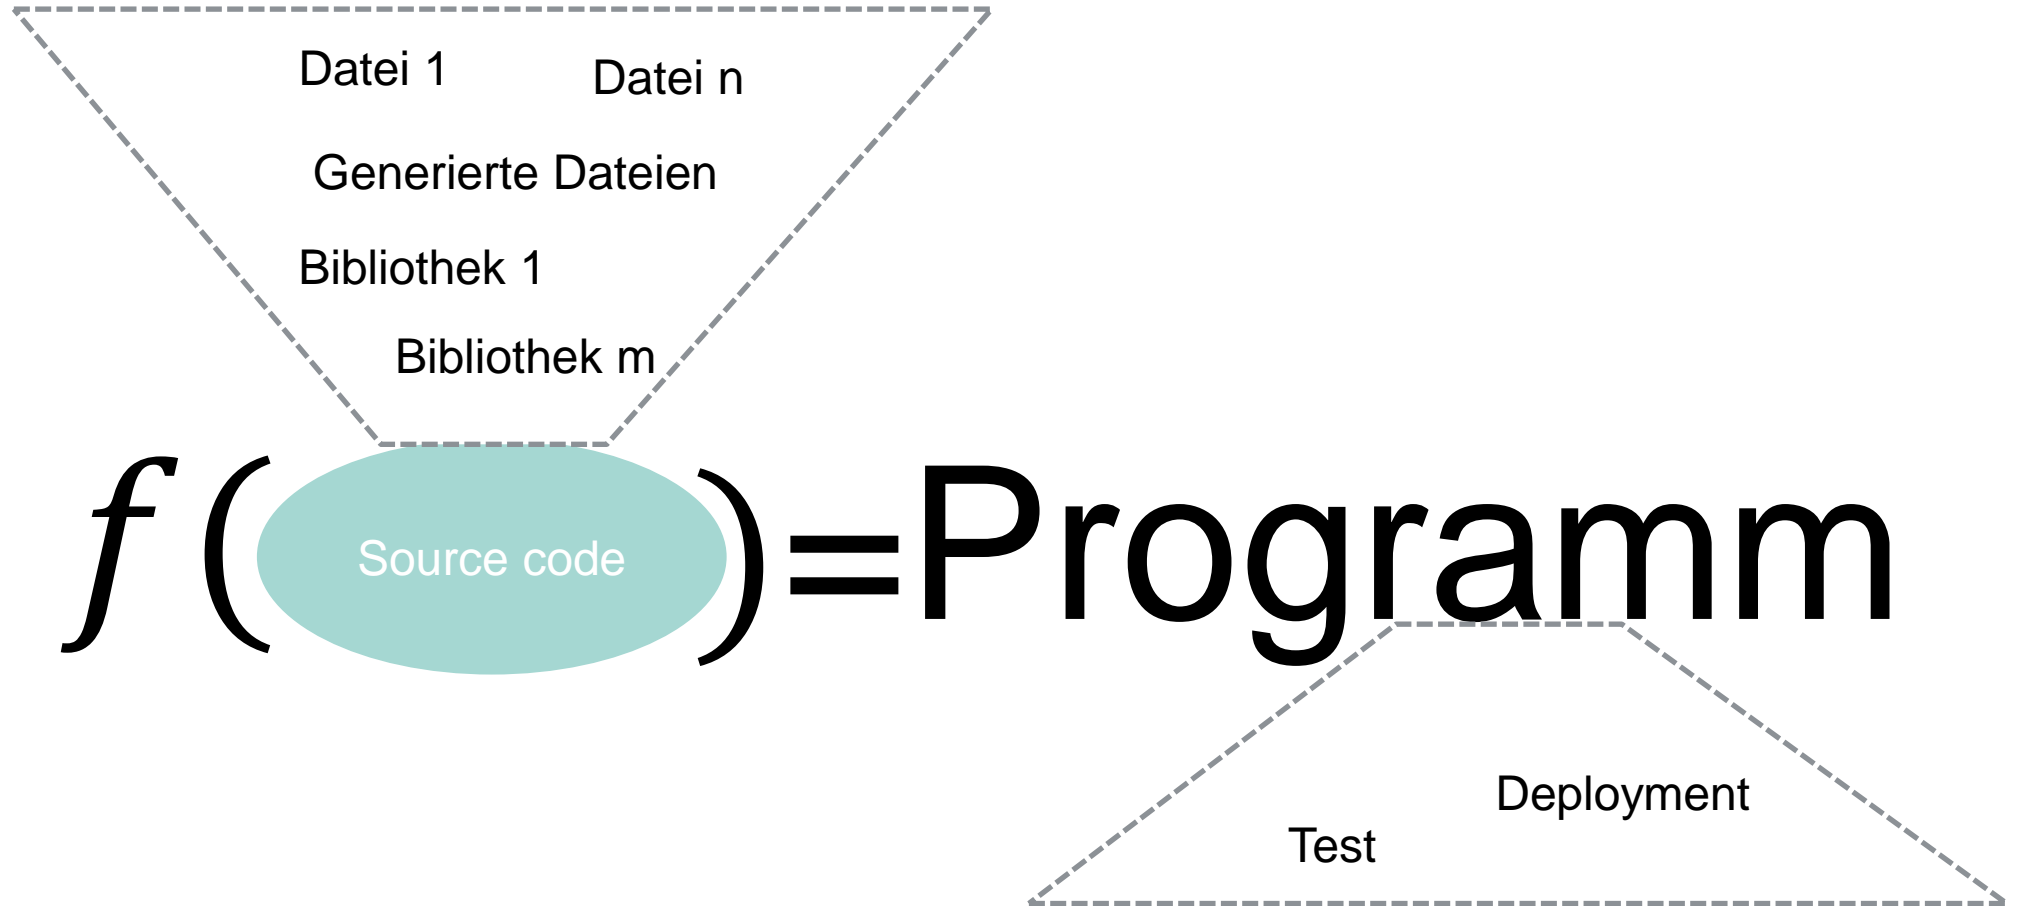 Datei 1
Datei n
Generierte Dateien
Bibliothek 1
Bibliothek m
f(Source code)=Programm
Deployment
Test